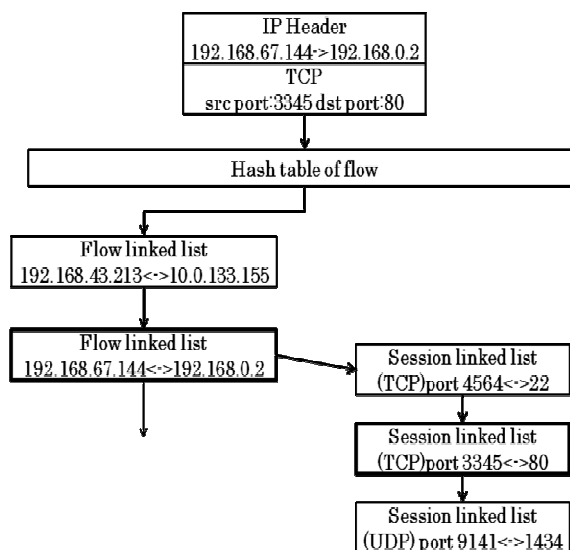 IP Header
192.168.67.144->192.168.0.2
TCP
src port:3345 dst port:80
Hash table of flow
Flow linked list
192.168.43.213<->10.0.133.155
Flow linked list
192.168.67.144<->192.168.0.2
Session linked list
(TCP)port 4564<->22
Session linked list
(TCP)port 3345<->80
Session linked list
(UDP) port 9141<->1434